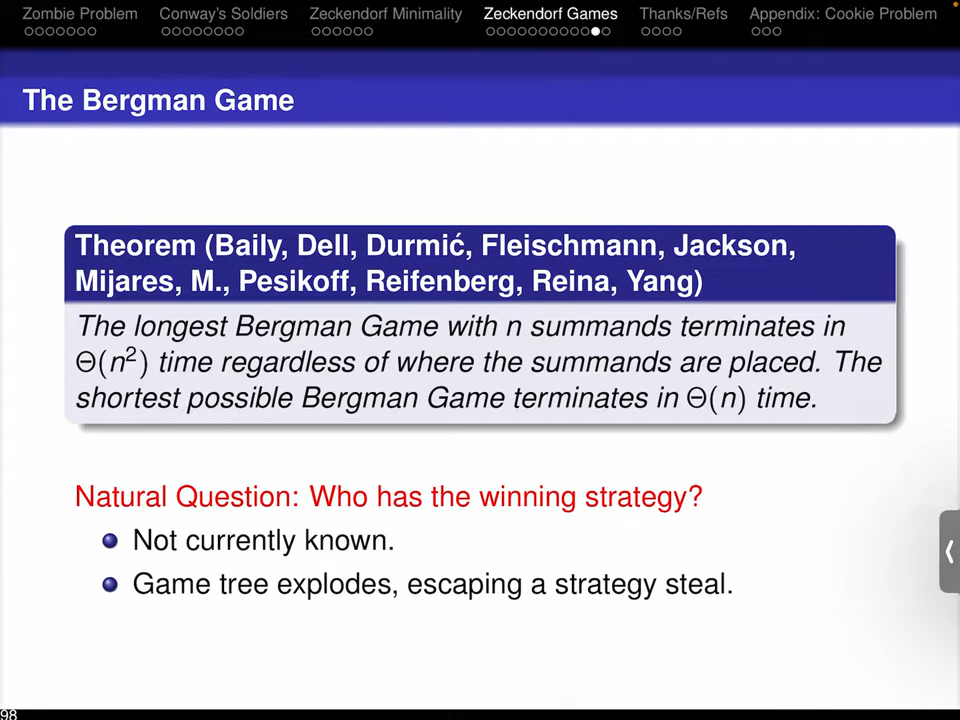 Zombie Problem Conway's Soldiers Zeckendorf Minimality Zeckendorf Games Thanks/Refs Appendix: Cookie Problem
The Bergman Game
Theorem (Baily, Dell, Durmić, Fleischmann, Jackson,
Mijares, M., Pesikoff, Reifenberg, Reina, Yang)
The longest Bergman Game with n summands terminates in
Θ(n²) time regardless of where the summands are placed. The
shortest possible Bergman Game terminates in Θ(n) time.
Natural Question: Who has the winning strategy?
Not currently known.
Game tree explodes, escaping a strategy steal.
98